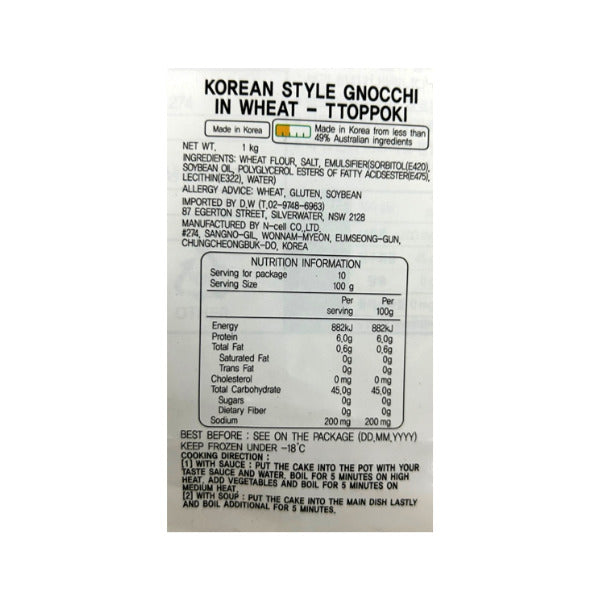 KOREAN STYLE GNOCCHI
IN WHEAT - TTOPPOKI
Made in Korea
Made in Korea from less than
49% Australian ingredients
NET WT. 1 kg
INGREDIENTS: WHEAT FLOUR, SALT, EMULSIFIER(SORBITOL(E420),
SOYBEAN OIL, POLYGLYCEROL ESTERS OF FATTY ACIDSESTER(E475),
LECITHIN(E322), WATER)
ALLERGY ADVICE: WHEAT, GLUTEN, SOYBEAN
IMPORTED BY D.W (T.02-9748-6963)
87 EGERTON STREET, SILVERWATER, NSW 2128
MANUFACTURED BY N-cell CO.,LTD.
#274, SANGNO-GIL, WONNAM-MYEON, EUMSEONG-GUN,
CHUNGCHEONGBUK-DO, KOREA
NUTRITION INFORMATION
Serving for package 10
Serving Size 100 g
Per Per
serving 100g
Energy 882kJ 882kJ
Protein 6,0g 6,0g
Total Fat 0,6g 0,6g
Saturated Fat 0g 0g
Trans Fat 0g 0g
Cholesterol 0 mg 0 mg
Total Carbohydrate 45,0g 45,0g
Sugars 0g 0g
Dietary Fiber 0g 0g
Sodium 200 mg 200 mg
BEST BEFORE : SEE ON THE PACKAGE (DD,MM,YYYY)
KEEP FROZEN UNDER -18℃
COOKING DIRECTION :
[1] WITH SAUCE : PUT THE CAKE INTO THE POT WITH YOUR
TASTE SAUCE AND WATER. BOIL FOR 5 MINUTES ON HIGH
HEAT. ADD VEGETABLES AND BOIL FOR 5 MINUTES ON
MEDIUM HEAT.
[2] WITH SOUP : PUT THE CAKE INTO THE MAIN DISH LASTLY
AND BOIL ADDITIONAL FOR 5 MINUTES.